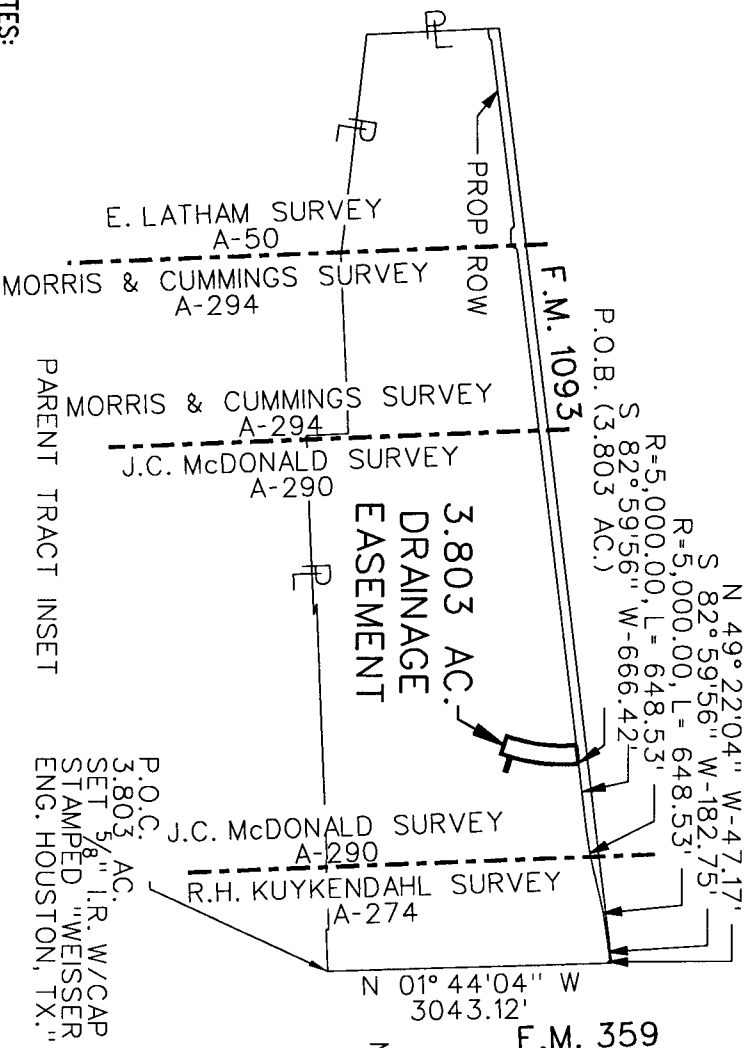 NOTES:
PL
PL
PROP ROW
E. LATHAM SURVEY
A-50
MORRIS & CUMMINGS SURVEY
A-294
F.M. 1093
P.O.B. (3.803 AC.)
S 82°59'56" W-666.42'
R=5,000.00, L= 648.53'
R=5,000.00, L= 648.53'
S 82°59'56" W-182.75'
N 49°22'04" W-47.17'
MORRIS & CUMMINGS SURVEY
A-294
J.C. McDONALD SURVEY
A-290
PARENT TRACT INSET
3.803 AC.
DRAINAGE
EASEMENT
PL
J.C. McDONALD SURVEY
A-290
R.H. KUYKENDAHL SURVEY
A-274
P.O.C.
3.803 AC.
SET 5/8" I.R. W/CAP
STAMPED "WEISSER
ENG. HOUSTON, TX."
N 01°44'04" W
3043.12'
F.M. 359